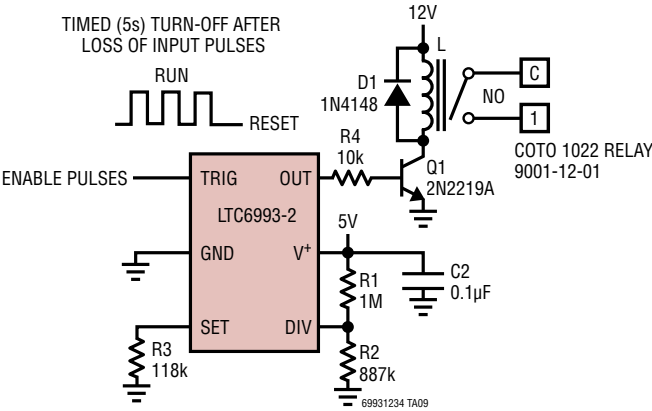 TIMED (5s) TURN-OFF AFTER
LOSS OF INPUT PULSES
RUN
RESET
12V
L
D1
1N4148
C
NO
1
COTO 1022 RELAY
9001-12-01
R4
10k
Q1
2N2219A
ENABLE PULSES
TRIG
OUT
LTC6993-2
5V
GND
V+
R1
1M
C2
0.1µF
SET
DIV
R3
118k
R2
887k
69931234 TA09